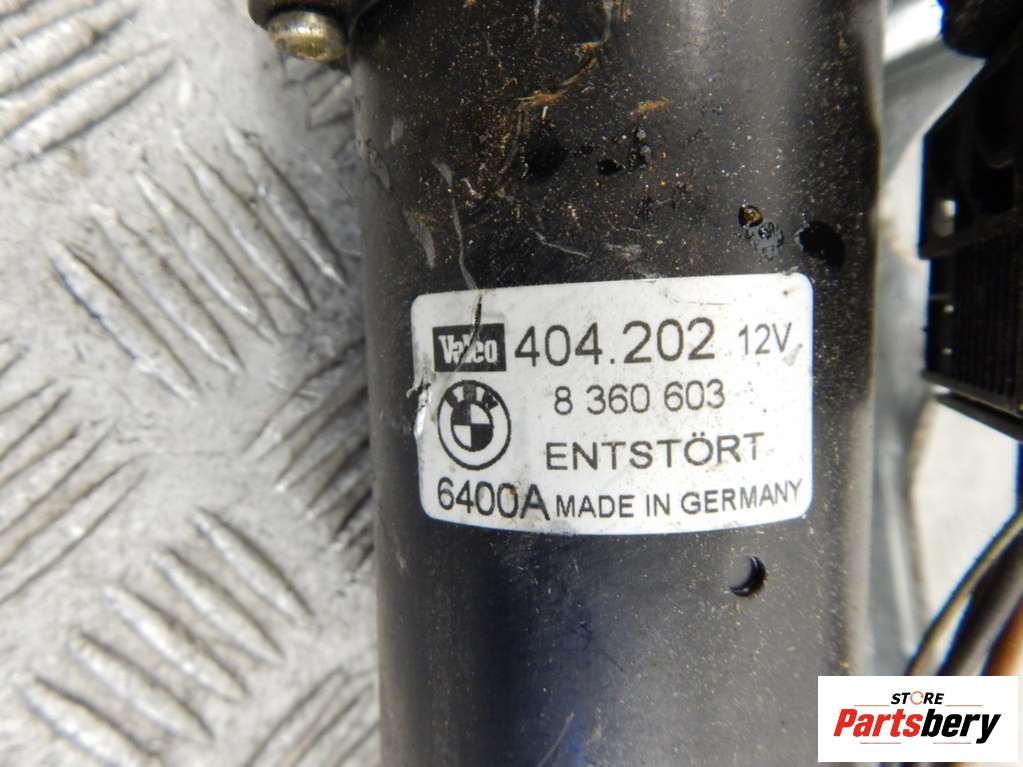 Valeo 404.202 12V
8 360 603
ENTSTÖRT
6400A MADE IN GERMANY
STORE
Partsbery